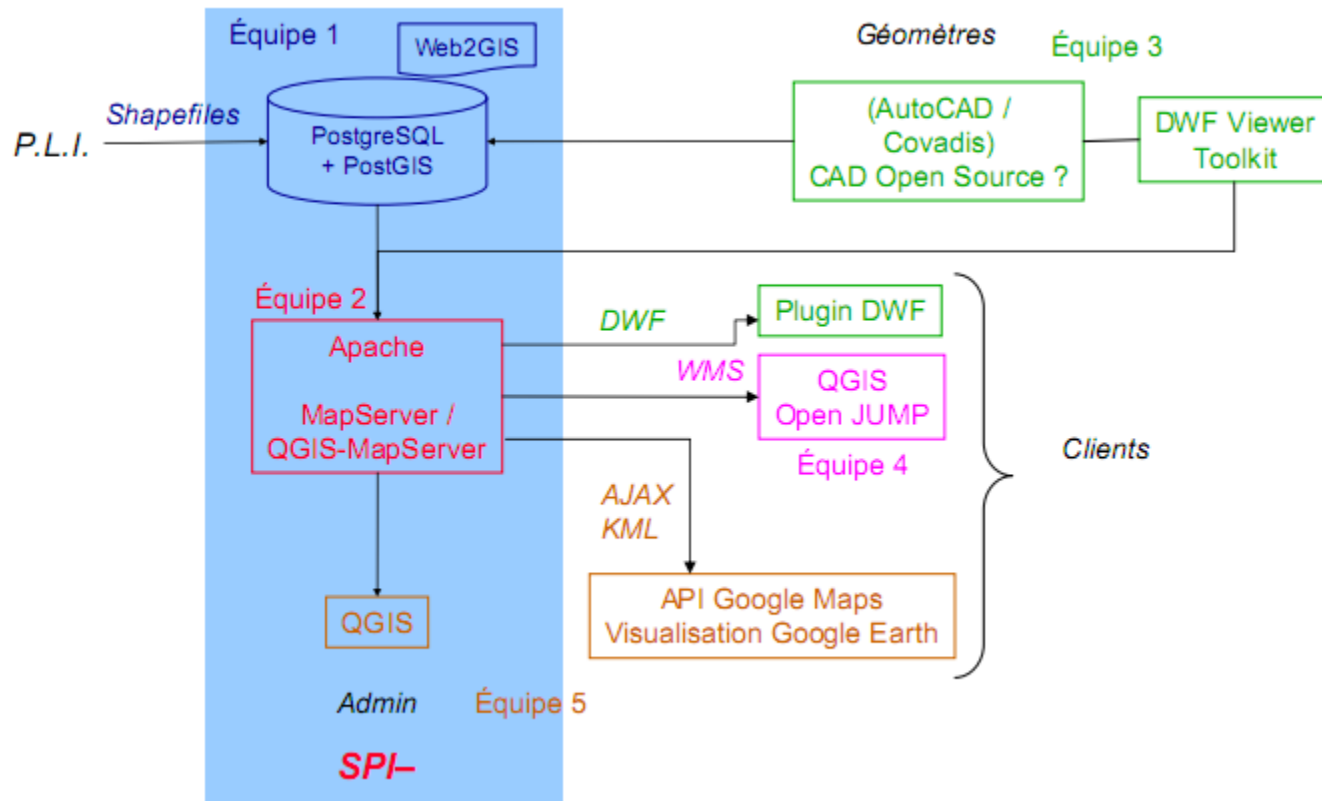 Équipe 1
Web2GIS
Géomètres
Équipe 3
Shapefiles
P.L.I.
PostgreSQL
+ PostGIS
(AutoCAD /
Covadis)
CAD Open Source ?
DWF Viewer
Toolkit
Équipe 2
Apache
MapServer /
QGIS-MapServer
DWF
Plugin DWF
WMS
QGIS
Open JUMP
Équipe 4
Clients
AJAX
KML
API Google Maps
Visualisation Google Earth
QGIS
Admin
Équipe 5
SPI–